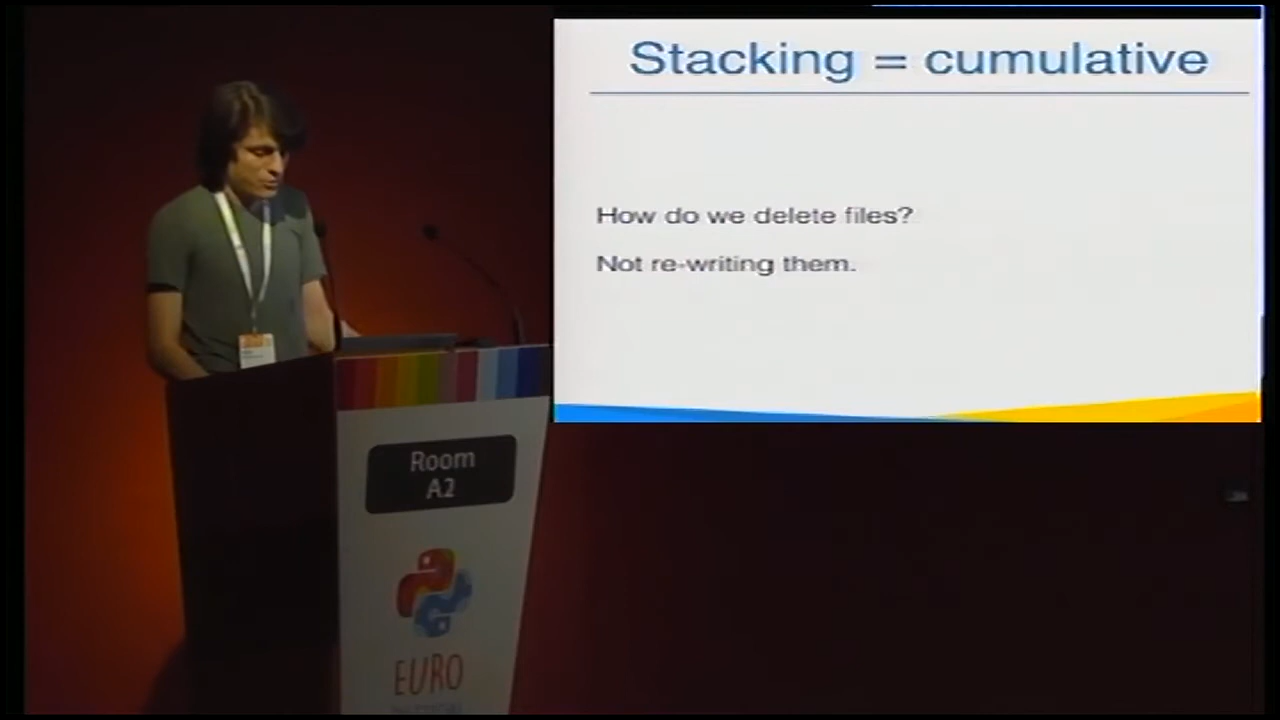 Stacking = cumulative
How do we delete files?
Not re-writing them.
Room
A2
EURO